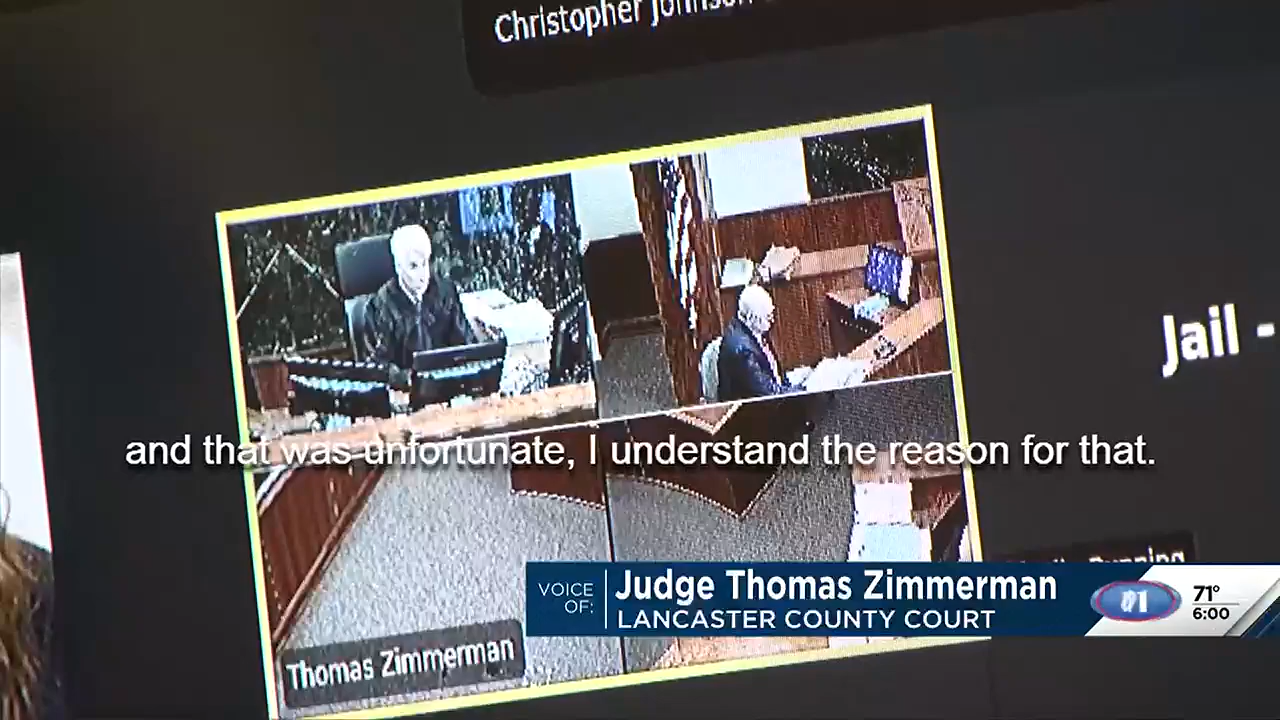 Christopher Johnson
Jail -
and that was unfortunate, I understand the reason for that.
VOICE OF:
Judge Thomas Zimmerman
LANCASTER COUNTY COURT
71°
6:00
Thomas Zimmerman